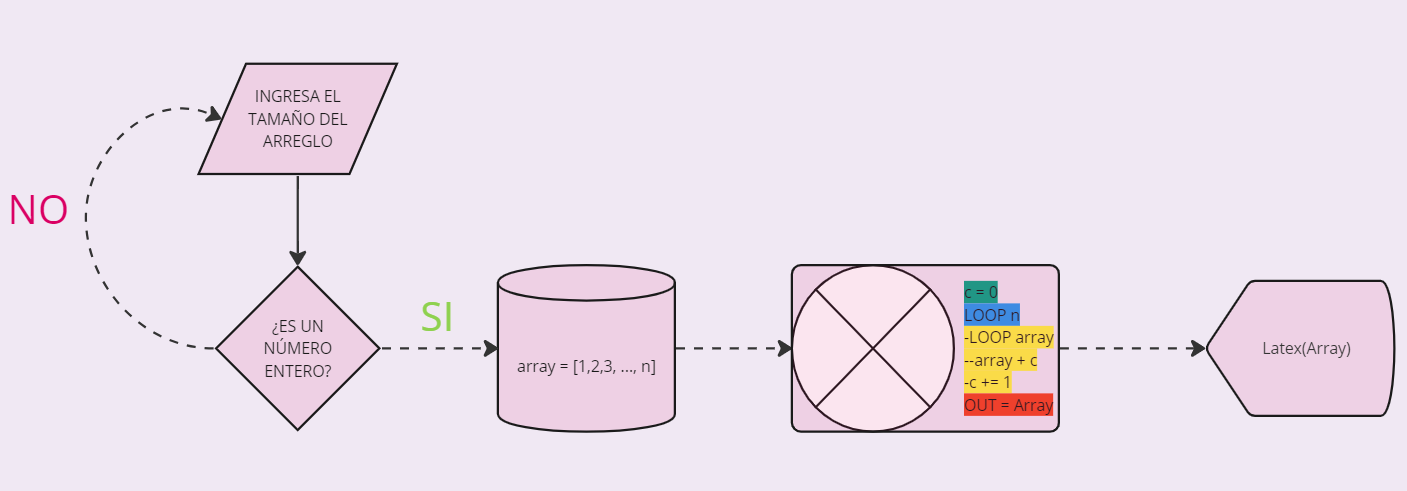 INGRESA EL
TAMAÑO DEL
ARREGLO
NO
¿ES UN
NÚMERO
ENTERO?
SI
array = [1,2,3, ..., n]
c = 0
LOOP n
-LOOP array
--array + c
-c += 1
OUT = Array
Latex(Array)